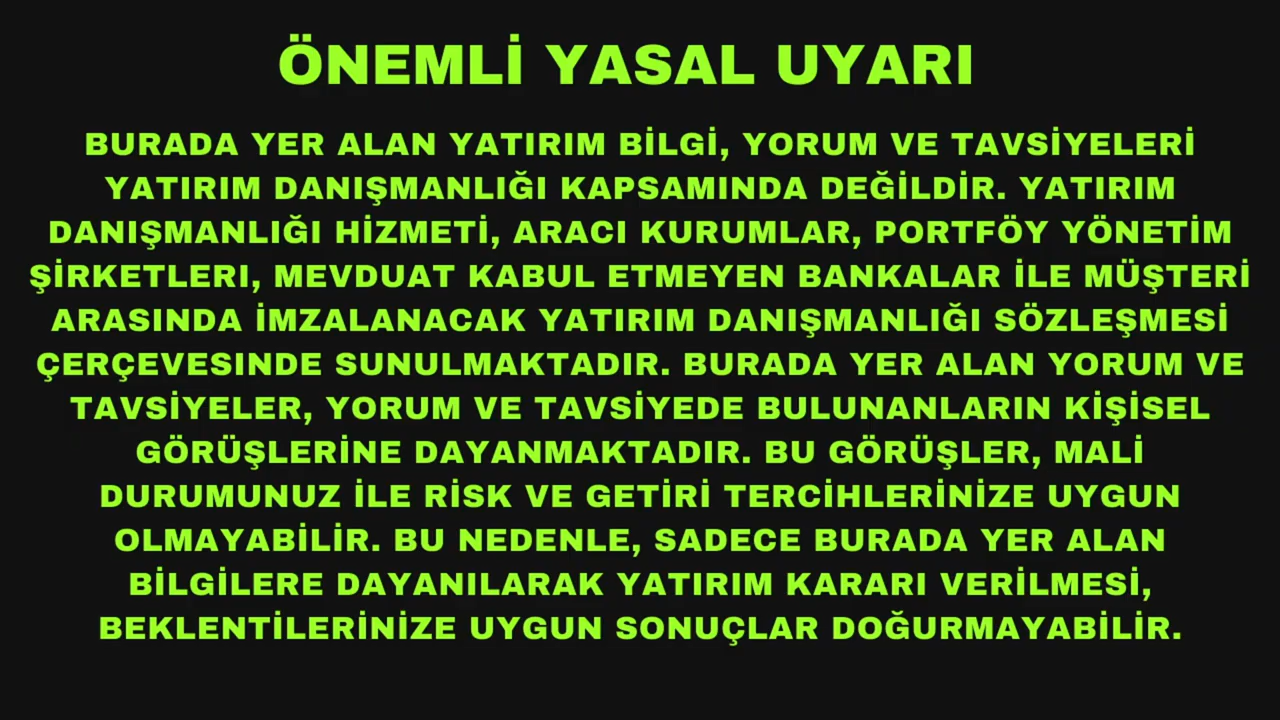 ÖNEMLİ YASAL UYARI
BURADA YER ALAN YATIRIM BİLGİ, YORUM VE TAVSİYELERİ
YATIRIM DANIŞMANLIĞI KAPSAMINDA DEĞİLDİR. YATIRIM
DANIŞMANLIĞI HİZMETİ, ARACI KURUMLAR, PORTFÖY YÖNETİM
ŞİRKETLERI, MEVDUAT KABUL ETMEYEN BANKALAR İLE MÜŞTERİ
ARASINDA İMZALANACAK YATIRIM DANIŞMANLIĞI SÖZLEŞMESİ
ÇERÇEVESINDE SUNULMAKTADIR. BURADA YER ALAN YORUM VE
TAVSİYELER, YORUM VE TAVSİYEDE BULUNANLARIN KİŞİSEL
GÖRÜŞLERİNE DAYANMAKTADIR. BU GÖRÜŞLER, MALİ
DURUMUNUZ İLE RİSK VE GETİRİ TERCİHLERİNİZE UYGUN
OLMAYABİLİR. BU NEDENLE, SADECE BURADA YER ALAN
BİLGİLERE DAYANILARAK YATIRIM KARARI VERİLMESİ,
BEKLENTİLERİNİZE UYGUN SONUÇLAR DOĞURMAYABİLİR.